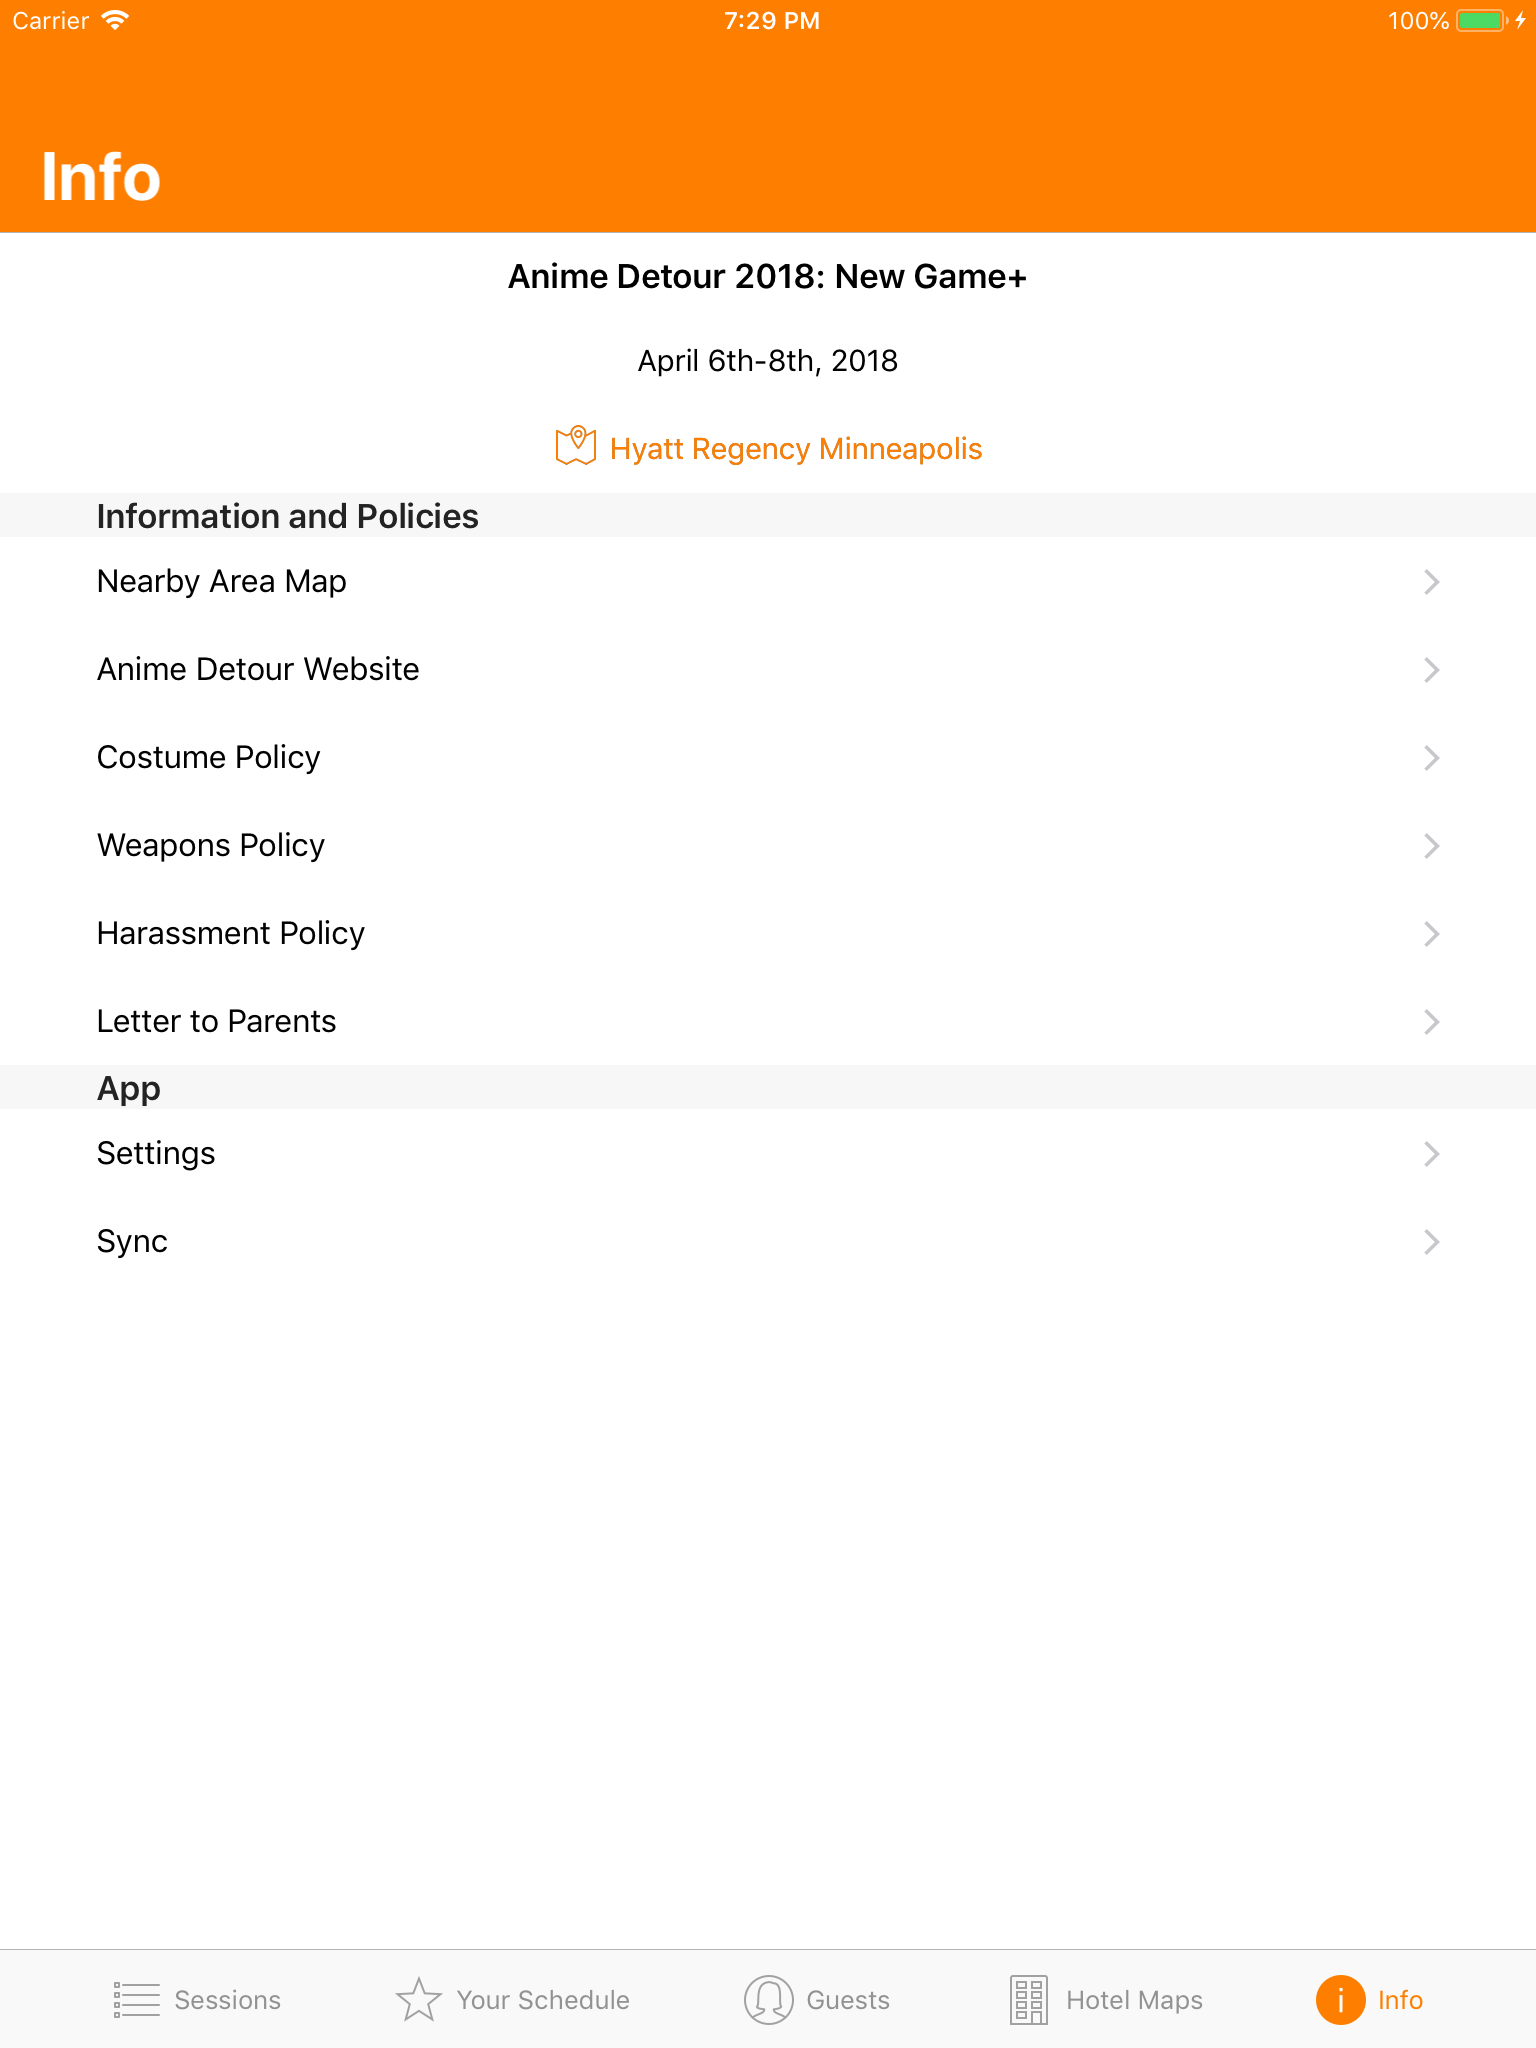 Carrier 7:29 PM 100%
Info
Anime Detour 2018: New Game+
April 6th-8th, 2018
Hyatt Regency Minneapolis
Information and Policies
Nearby Area Map
Anime Detour Website
Costume Policy
Weapons Policy
Harassment Policy
Letter to Parents
App
Settings
Sync
Sessions Your Schedule Guests Hotel Maps i Info